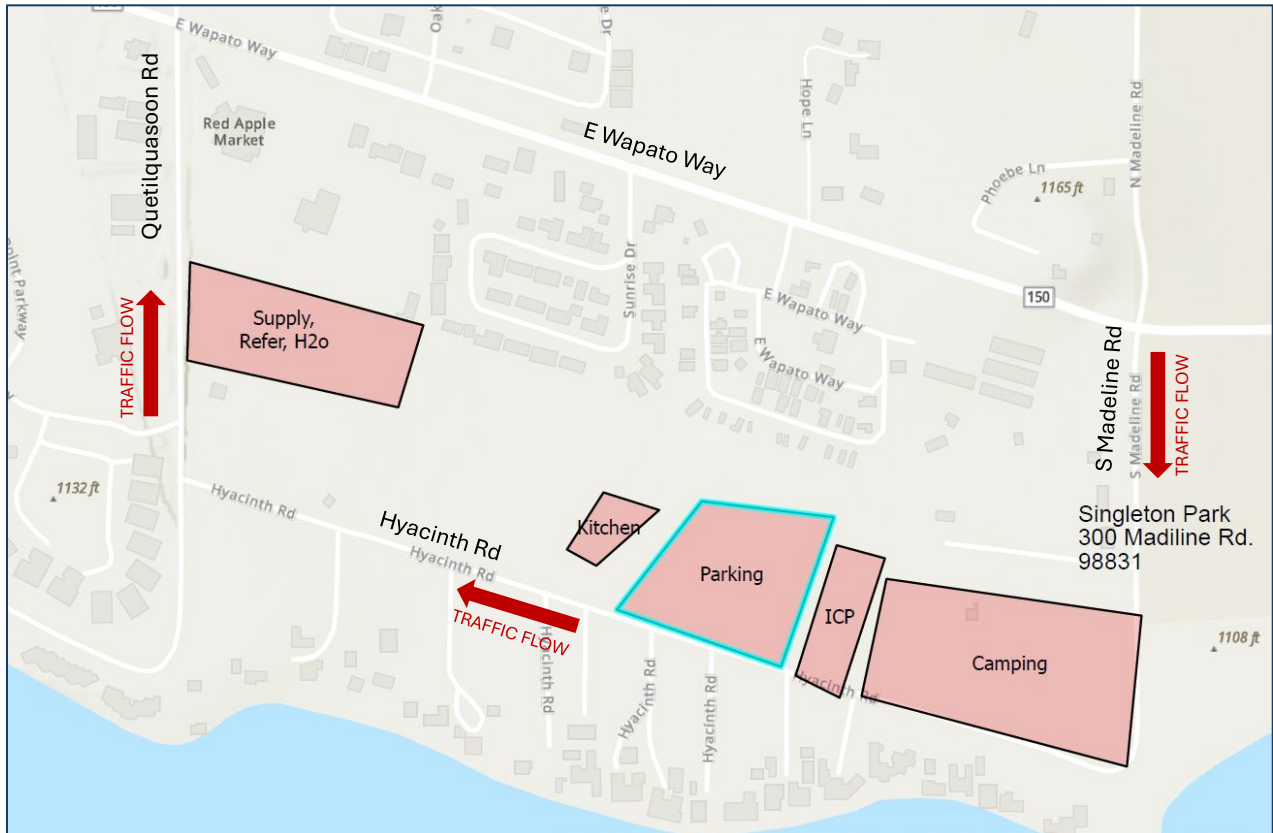 E Wapato Way
Oak
Quetilquasoon Rd
Red Apple
Market
E Wapato Way
Hope Ln
Phoebe Ln
1165 ft
N Madeline Rd
Sunrise Dr
150
E Wapato Way
E Wapato Way
TRAFFIC FLOW
Supply,
Refer, H2o
S Madeline Rd
S Madeline Rd
TRAFFIC FLOW
1132 ft
Hyacinth Rd
Hyacinth Rd
Hyacinth Rd
TRAFFIC FLOW
Kitchen
Parking
ICP
Camping
Singleton Park
300 Madiline Rd.
98831
1108 ft
Hyacinth Rd
Hyacinth Rd
Hyacinth Rd
Hyacinth Rd